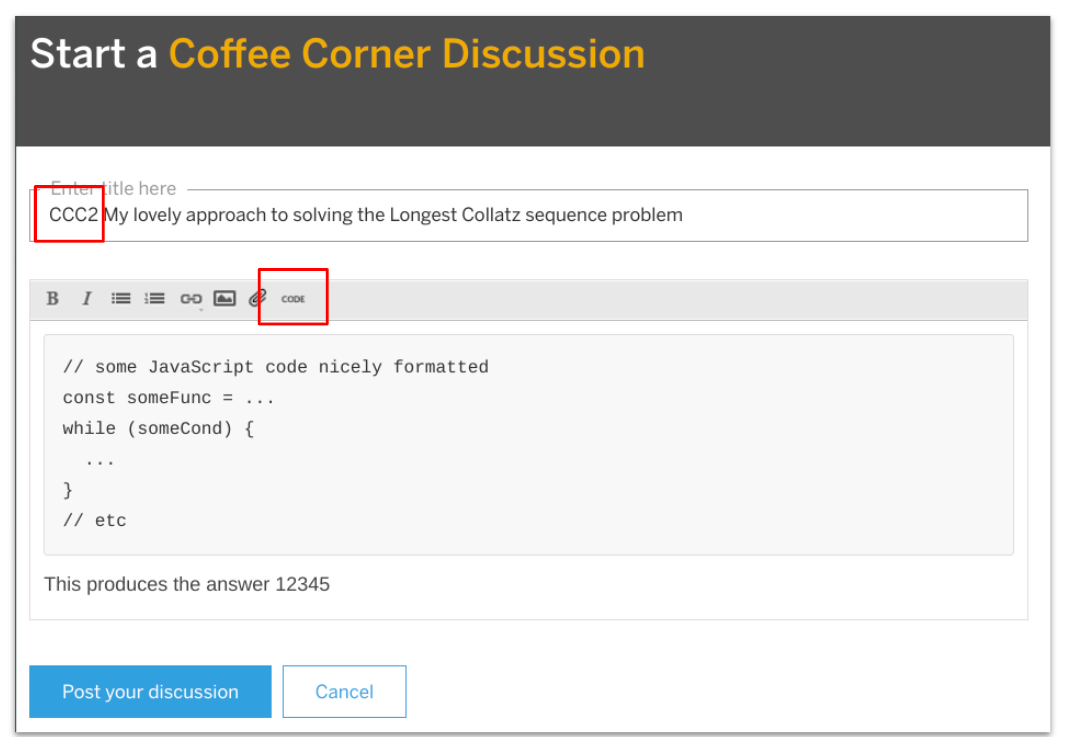 Start a Coffee Corner Discussion
Enter title here
CCC2 My lovely approach to solving the Longest Collatz sequence problem
B I CODE
// some JavaScript code nicely formatted
const someFunc = ...
while (someCond) {
  ...
}
// etc
This produces the answer 12345
Post your discussion Cancel